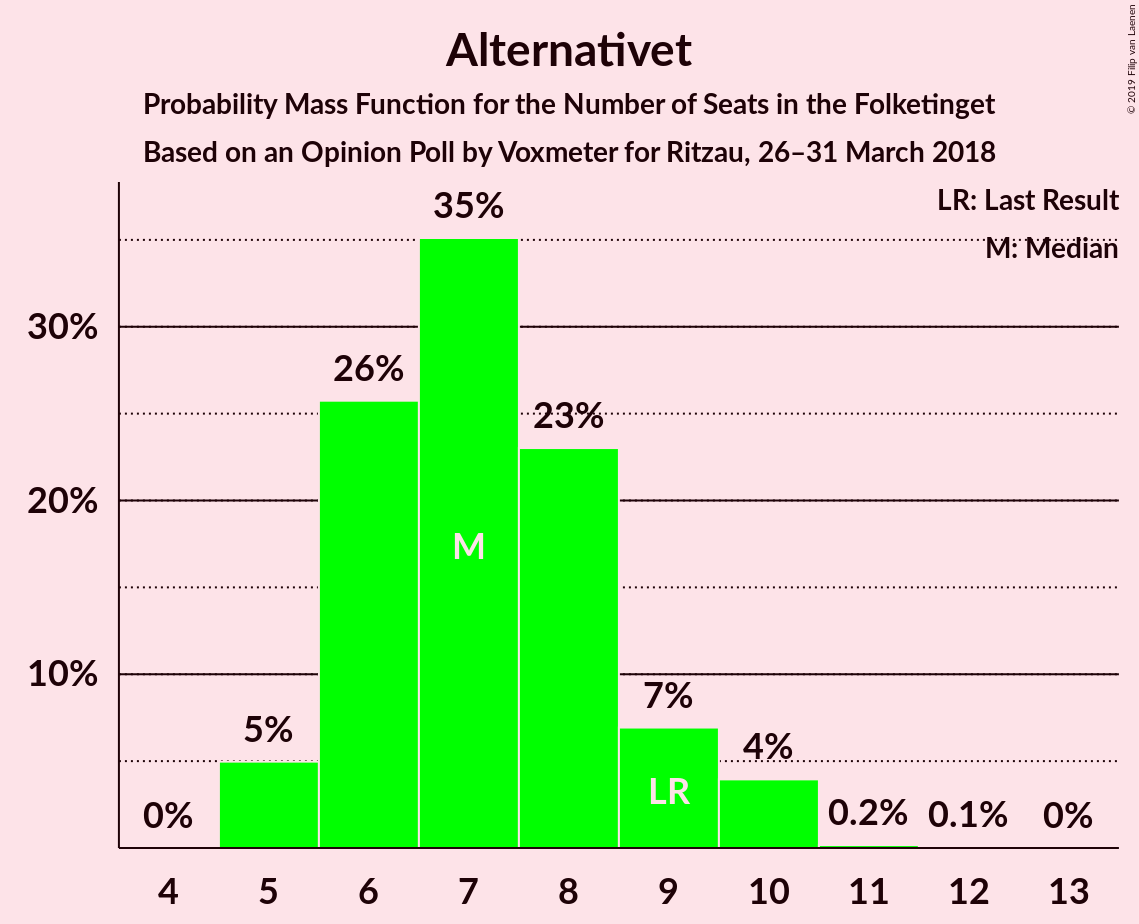 Alternativet
Probability Mass Function for the Number of Seats in the Folketinget
Based on an Opinion Poll by Voxmeter for Ritzau, 26–31 March 2018
© 2019 Filip van Laenen
LR: Last Result
M: Median
35%
30%
26%
23%
20%
M
10%
7%
5%
4%
LR
0%
0.2%
0.1%
0%
4 5 6 7 8 9 10 11 12 13